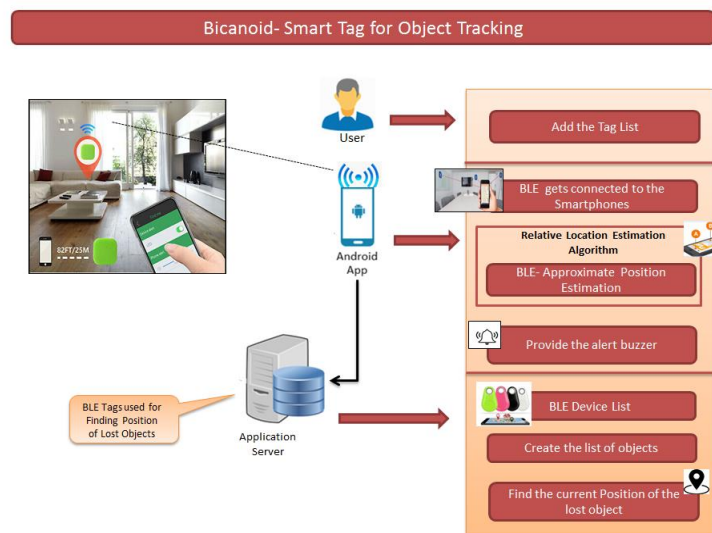 Bicanoid- Smart Tag for Object Tracking
User
Add the Tag List
BLE gets connected to the
Smartphones
82FT/25M
Android
App
Relative Location Estimation
Algorithm
BLE- Approximate Position
Estimation
Provide the alert buzzer
BLE Tags used for
Finding Position
of Lost Objects
Application
Server
BLE Device List
Create the list of objects
Find the current Position of the
lost object